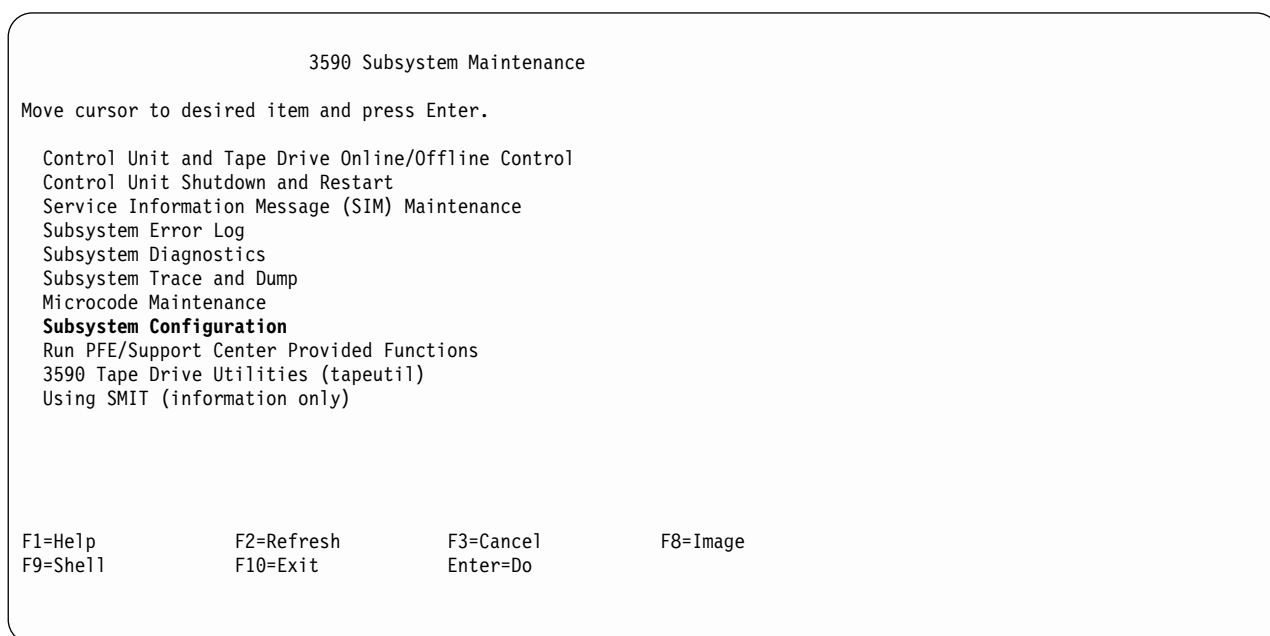 3590 Subsystem Maintenance
Move cursor to desired item and press Enter.
Control Unit and Tape Drive Online/Offline Control
Control Unit Shutdown and Restart
Service Information Message (SIM) Maintenance
Subsystem Error Log
Subsystem Diagnostics
Subsystem Trace and Dump
Microcode Maintenance
Subsystem Configuration
Run PFE/Support Center Provided Functions
3590 Tape Drive Utilities (tapeutil)
Using SMIT (information only)
F1=Help F2=Refresh F3=Cancel F8=Image
F9=Shell F10=Exit Enter=Do